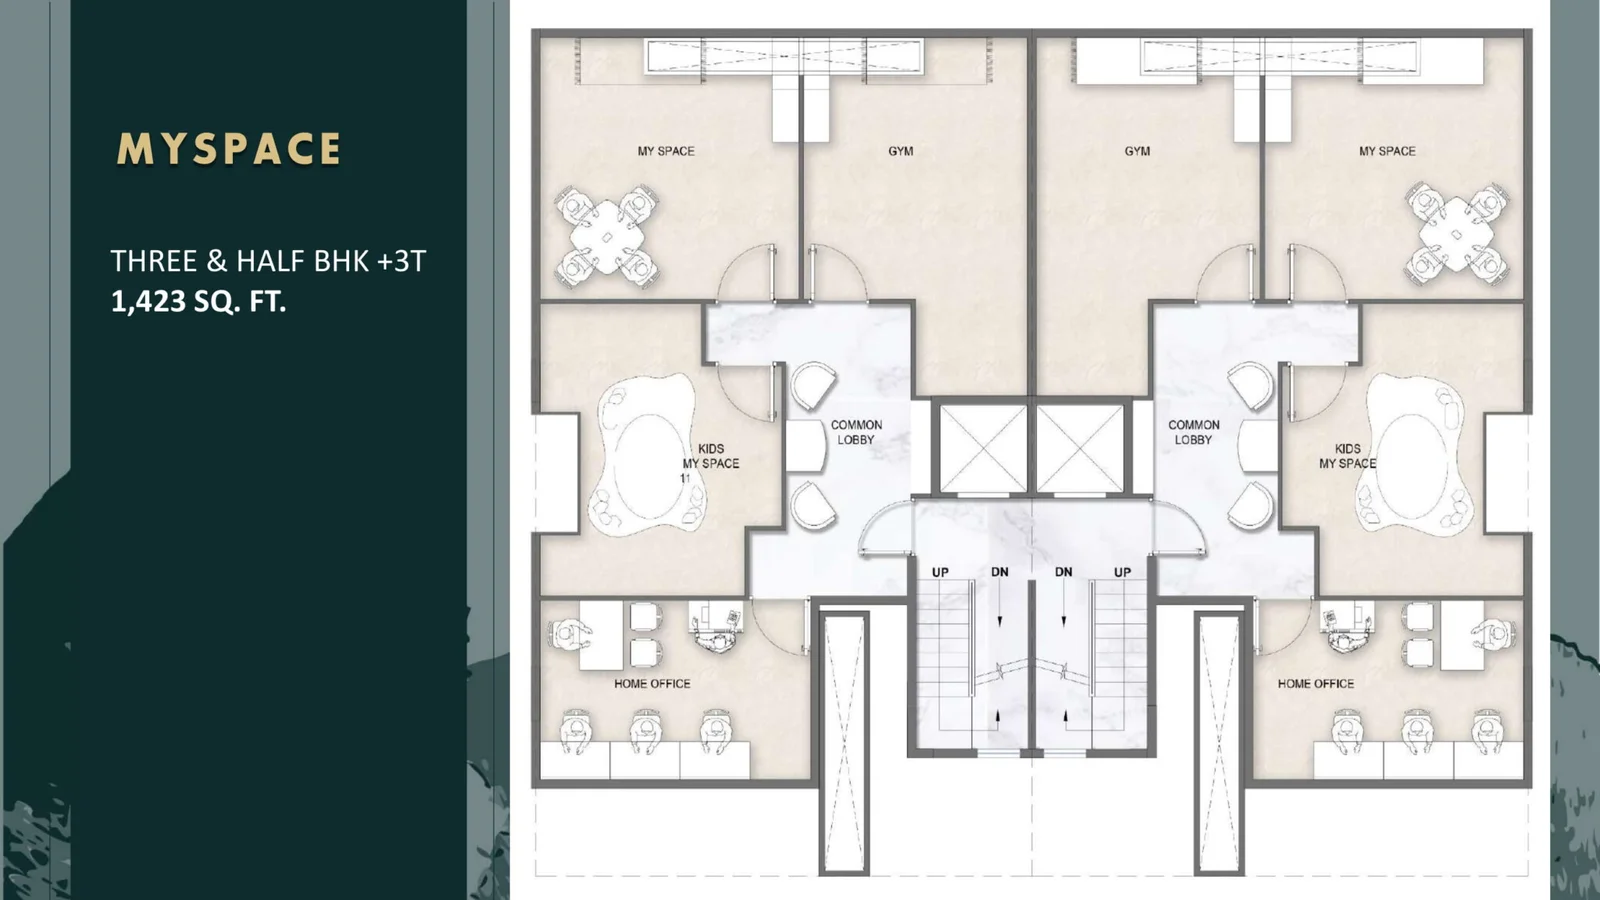 MYSPACE
THREE & HALF BHK +3T
1,423 SQ. FT.
MY SPACE
GYM
GYM
MY SPACE
COMMON
LOBBY
COMMON
LOBBY
KIDS
MY SPACE
11
KIDS
MY SPACE
UP
DN
DN
UP
HOME OFFICE
HOME OFFICE